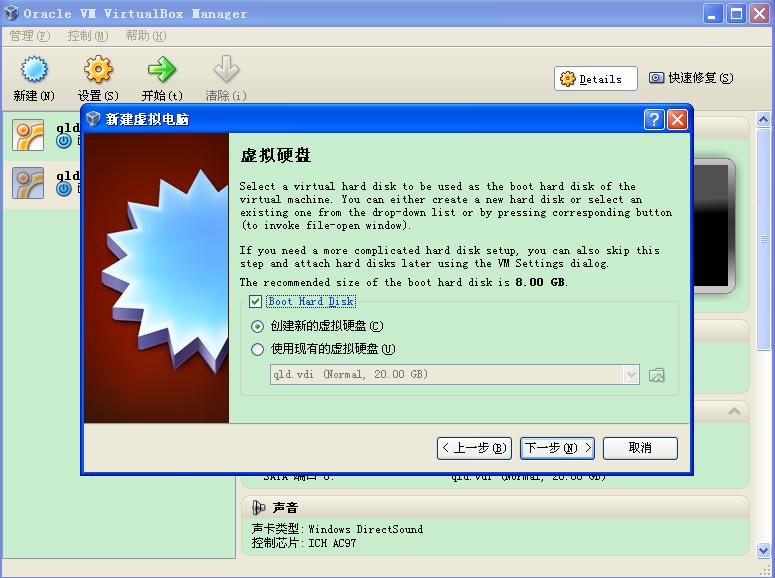 Oracle VM VirtualBox Manager
管理(F) 控制(M) 帮助(H)
新建(N) 设置(S) 开始(t) 清除(i) Details 快速修复(S)
qld
qld
新建虚拟电脑
虚拟硬盘
Select a virtual hard disk to be used as the boot hard disk of the
virtual machine. You can either create a new hard disk or select an
existing one from the drop-down list or by pressing corresponding button
(to invoke file-open window).
If you need a more complicated hard disk setup, you can also skip this
step and attach hard disks later using the VM Settings dialog.
The recommended size of the boot hard disk is 8.00 GB.
Boot Hard Disk
创建新的虚拟硬盘(C)
使用现有的虚拟硬盘(U)
qld.vdi (Normal, 20.00 GB)
< 上一步(B) 下一步(N) > 取消
SATA 端口 0: qld.vdi (Normal, 20.00 GB)
声音
声卡类型: Windows DirectSound
控制芯片: ICH AC97